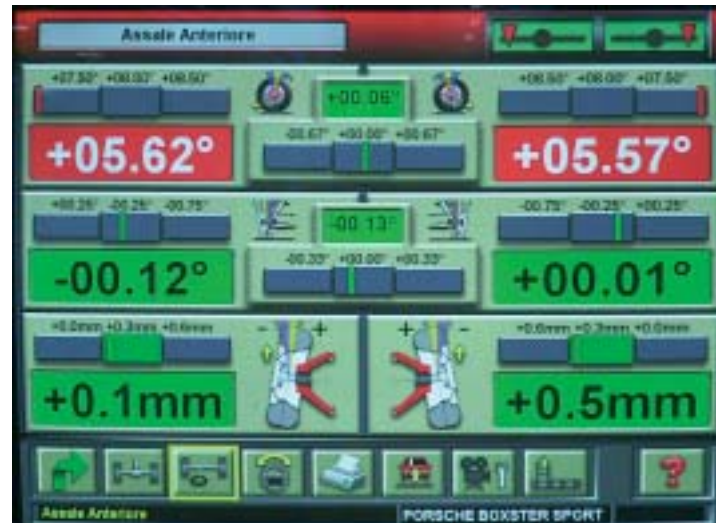 Assale Anteriore
+07.50° +08.00° +08.50°
+00.06°
+08.50° +08.00° +07.50°
+05.62°
-00.67° +00.00° +00.67°
+05.57°
+00.25° -00.25° -00.75°
-00.13°
-00.75° -00.25° +00.25°
-00.12°
-00.33° +00.00° +00.33°
+00.01°
+0.0mm +0.3mm +0.6mm
- +
+ -
+0.6mm +0.3mm +0.0mm
+0.1mm
+0.5mm
?
Assale Anteriore
PORSCHE BOXSTER SPORT